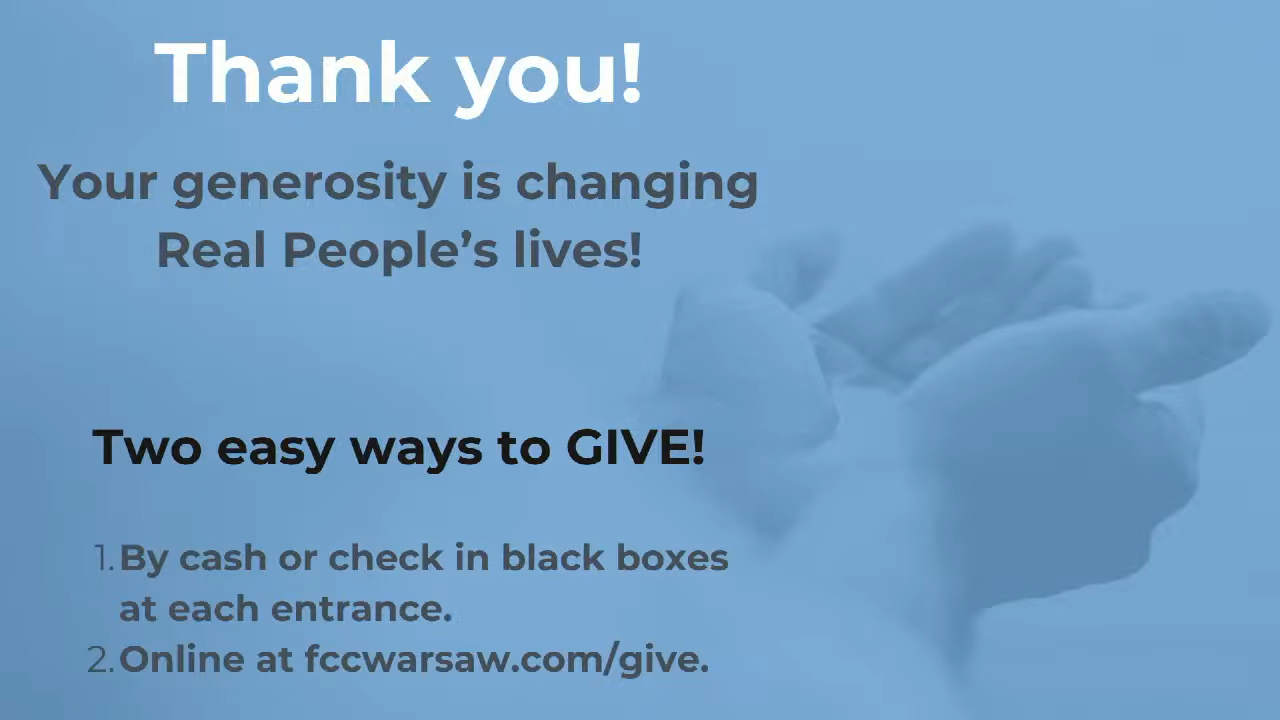 Thank you!
Your generosity is changing
Real People’s lives!
Two easy ways to GIVE!
1. By cash or check in black boxes
at each entrance.
2. Online at fccwarsaw.com/give.